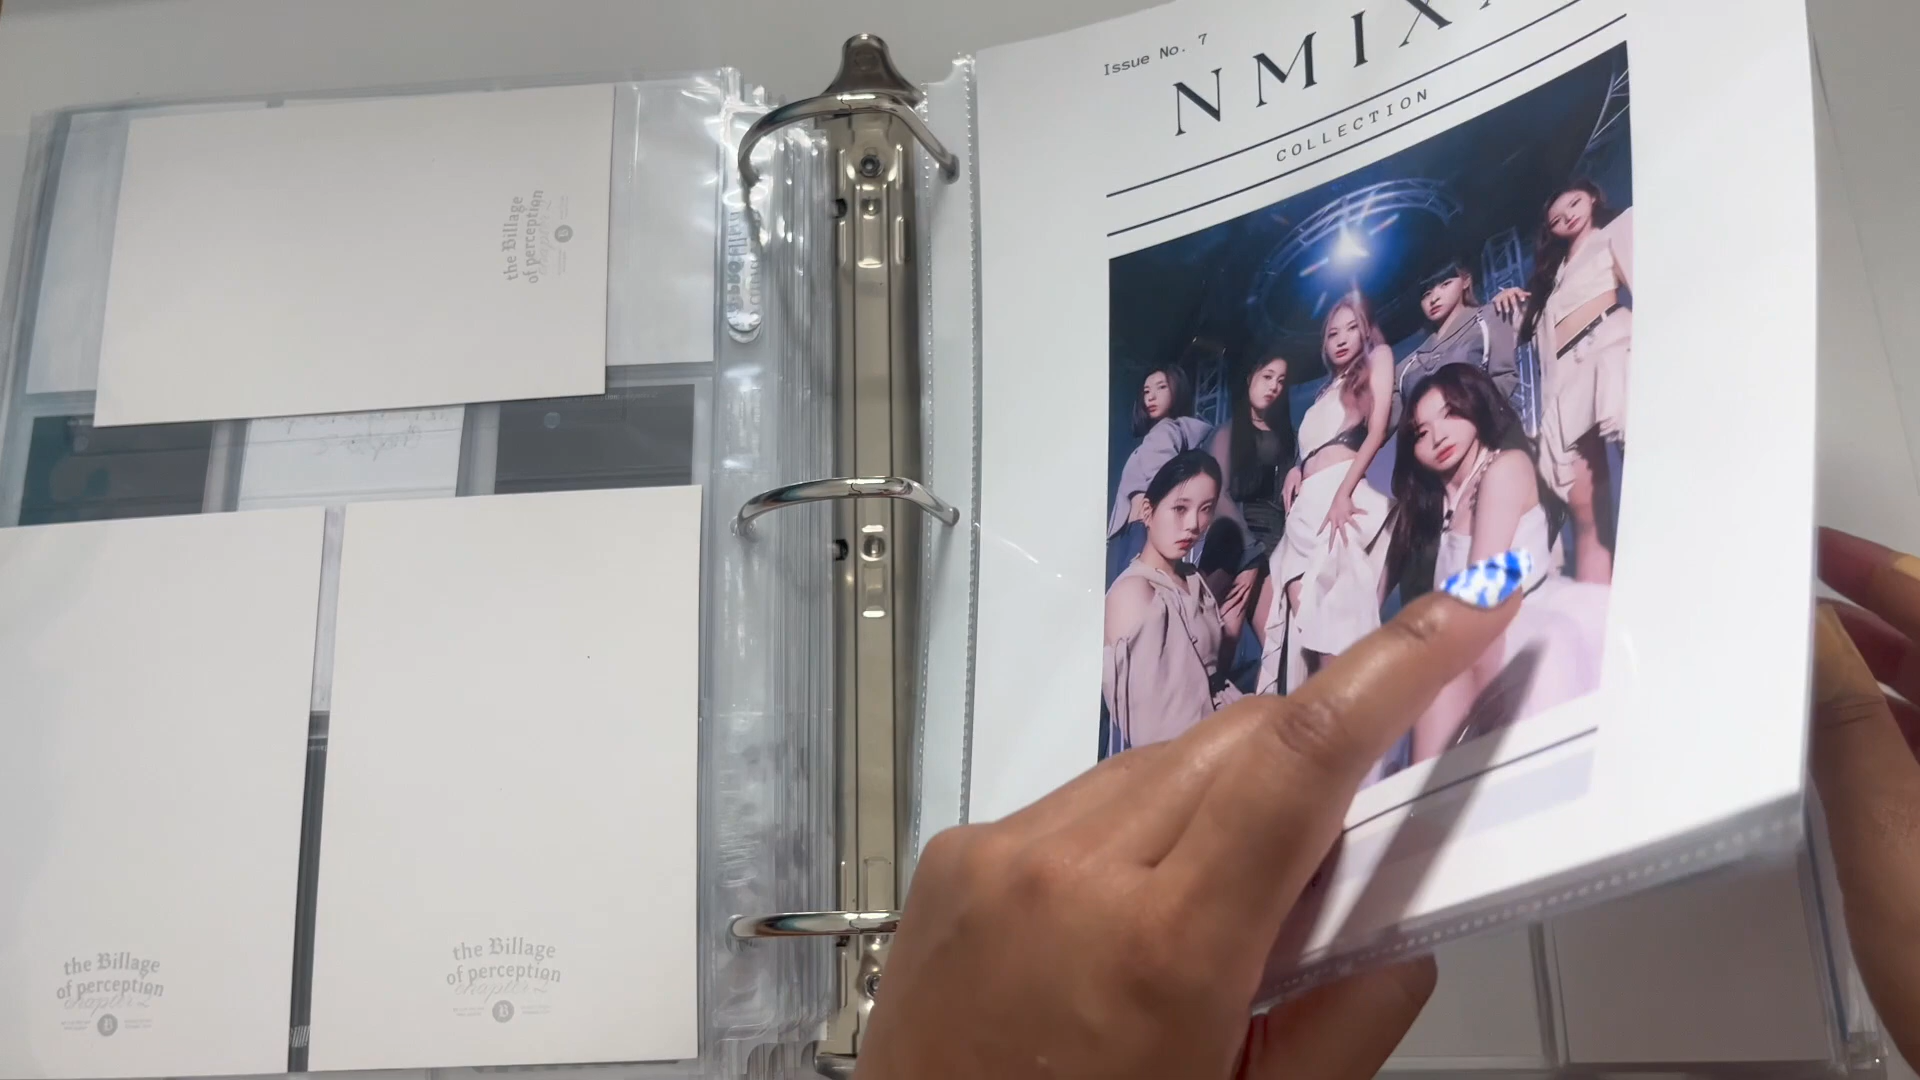 the Billage
of perception
chapter 2
the Billage
of perception
chapter 2
B
the Billage
of perception
chapter 2
B
Issue No. 7
NMIX
COLLECTION